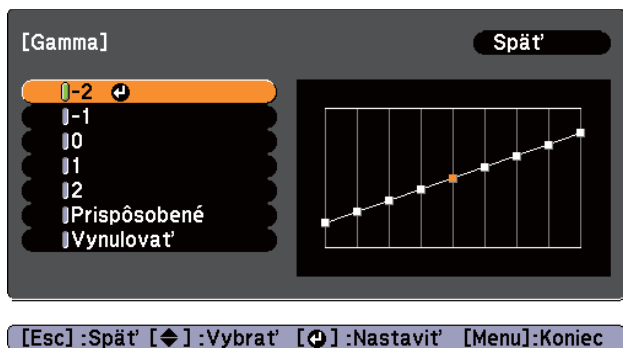 [Gamma]
Späť
-2
-1
0
1
2
Prispôsobené
Vynulovať
[Esc] :Späť [◆] :Vybrať [↵] :Nastaviť [Menu]:Koniec